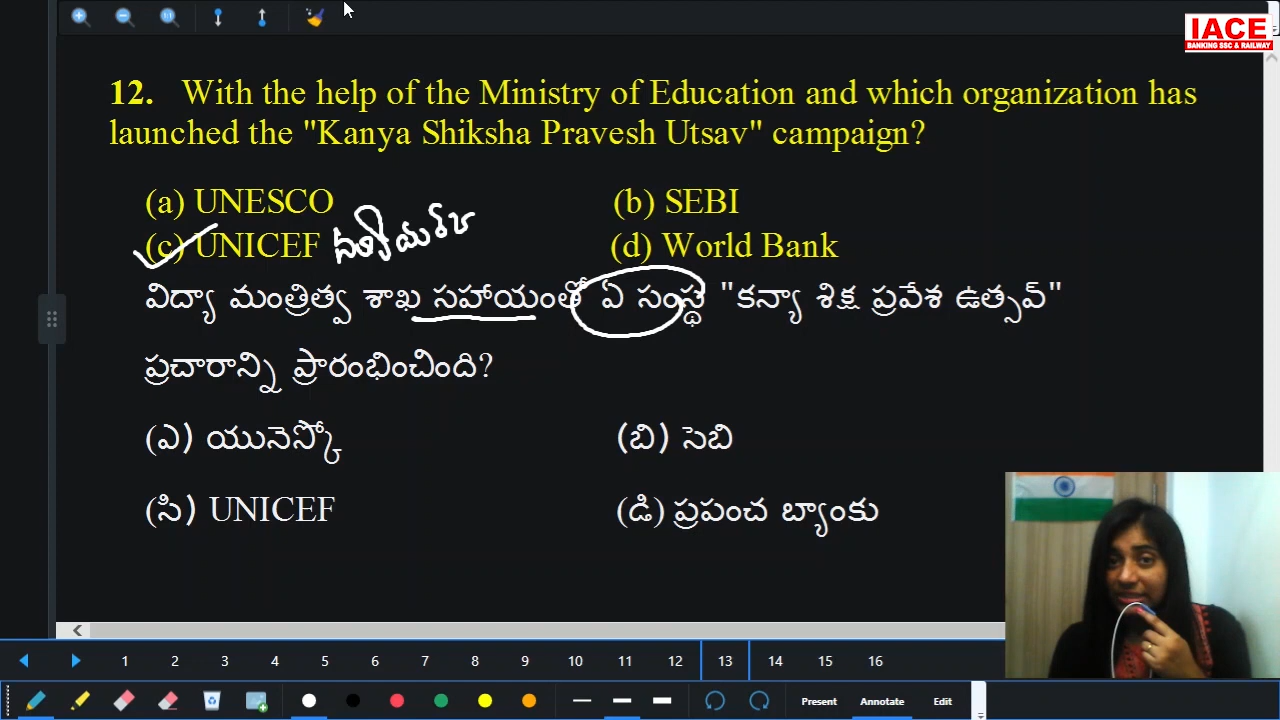 IACE
BANKING SSC & RAILWAY
12. With the help of the Ministry of Education and which organization has
launched the "Kanya Shiksha Pravesh Utsav" campaign?
(a) UNESCO (b) SEBI
(c) UNICEF (d) World Bank
విద్యా మంత్రిత్వ శాఖ సహాయంతో ఏ సంస్థ "కన్యా శిక్ష ప్రవేశ ఉత్సవ్"
ప్రచారాన్ని ప్రారంభించింది?
(ఎ) యునెస్కో (బి) సెబి
(సి) UNICEF (డి) ప్రపంచ బ్యాంకు
1 2 3 4 5 6 7 8 9 10 11 12 13 14 15 16
Present Annotate Edit